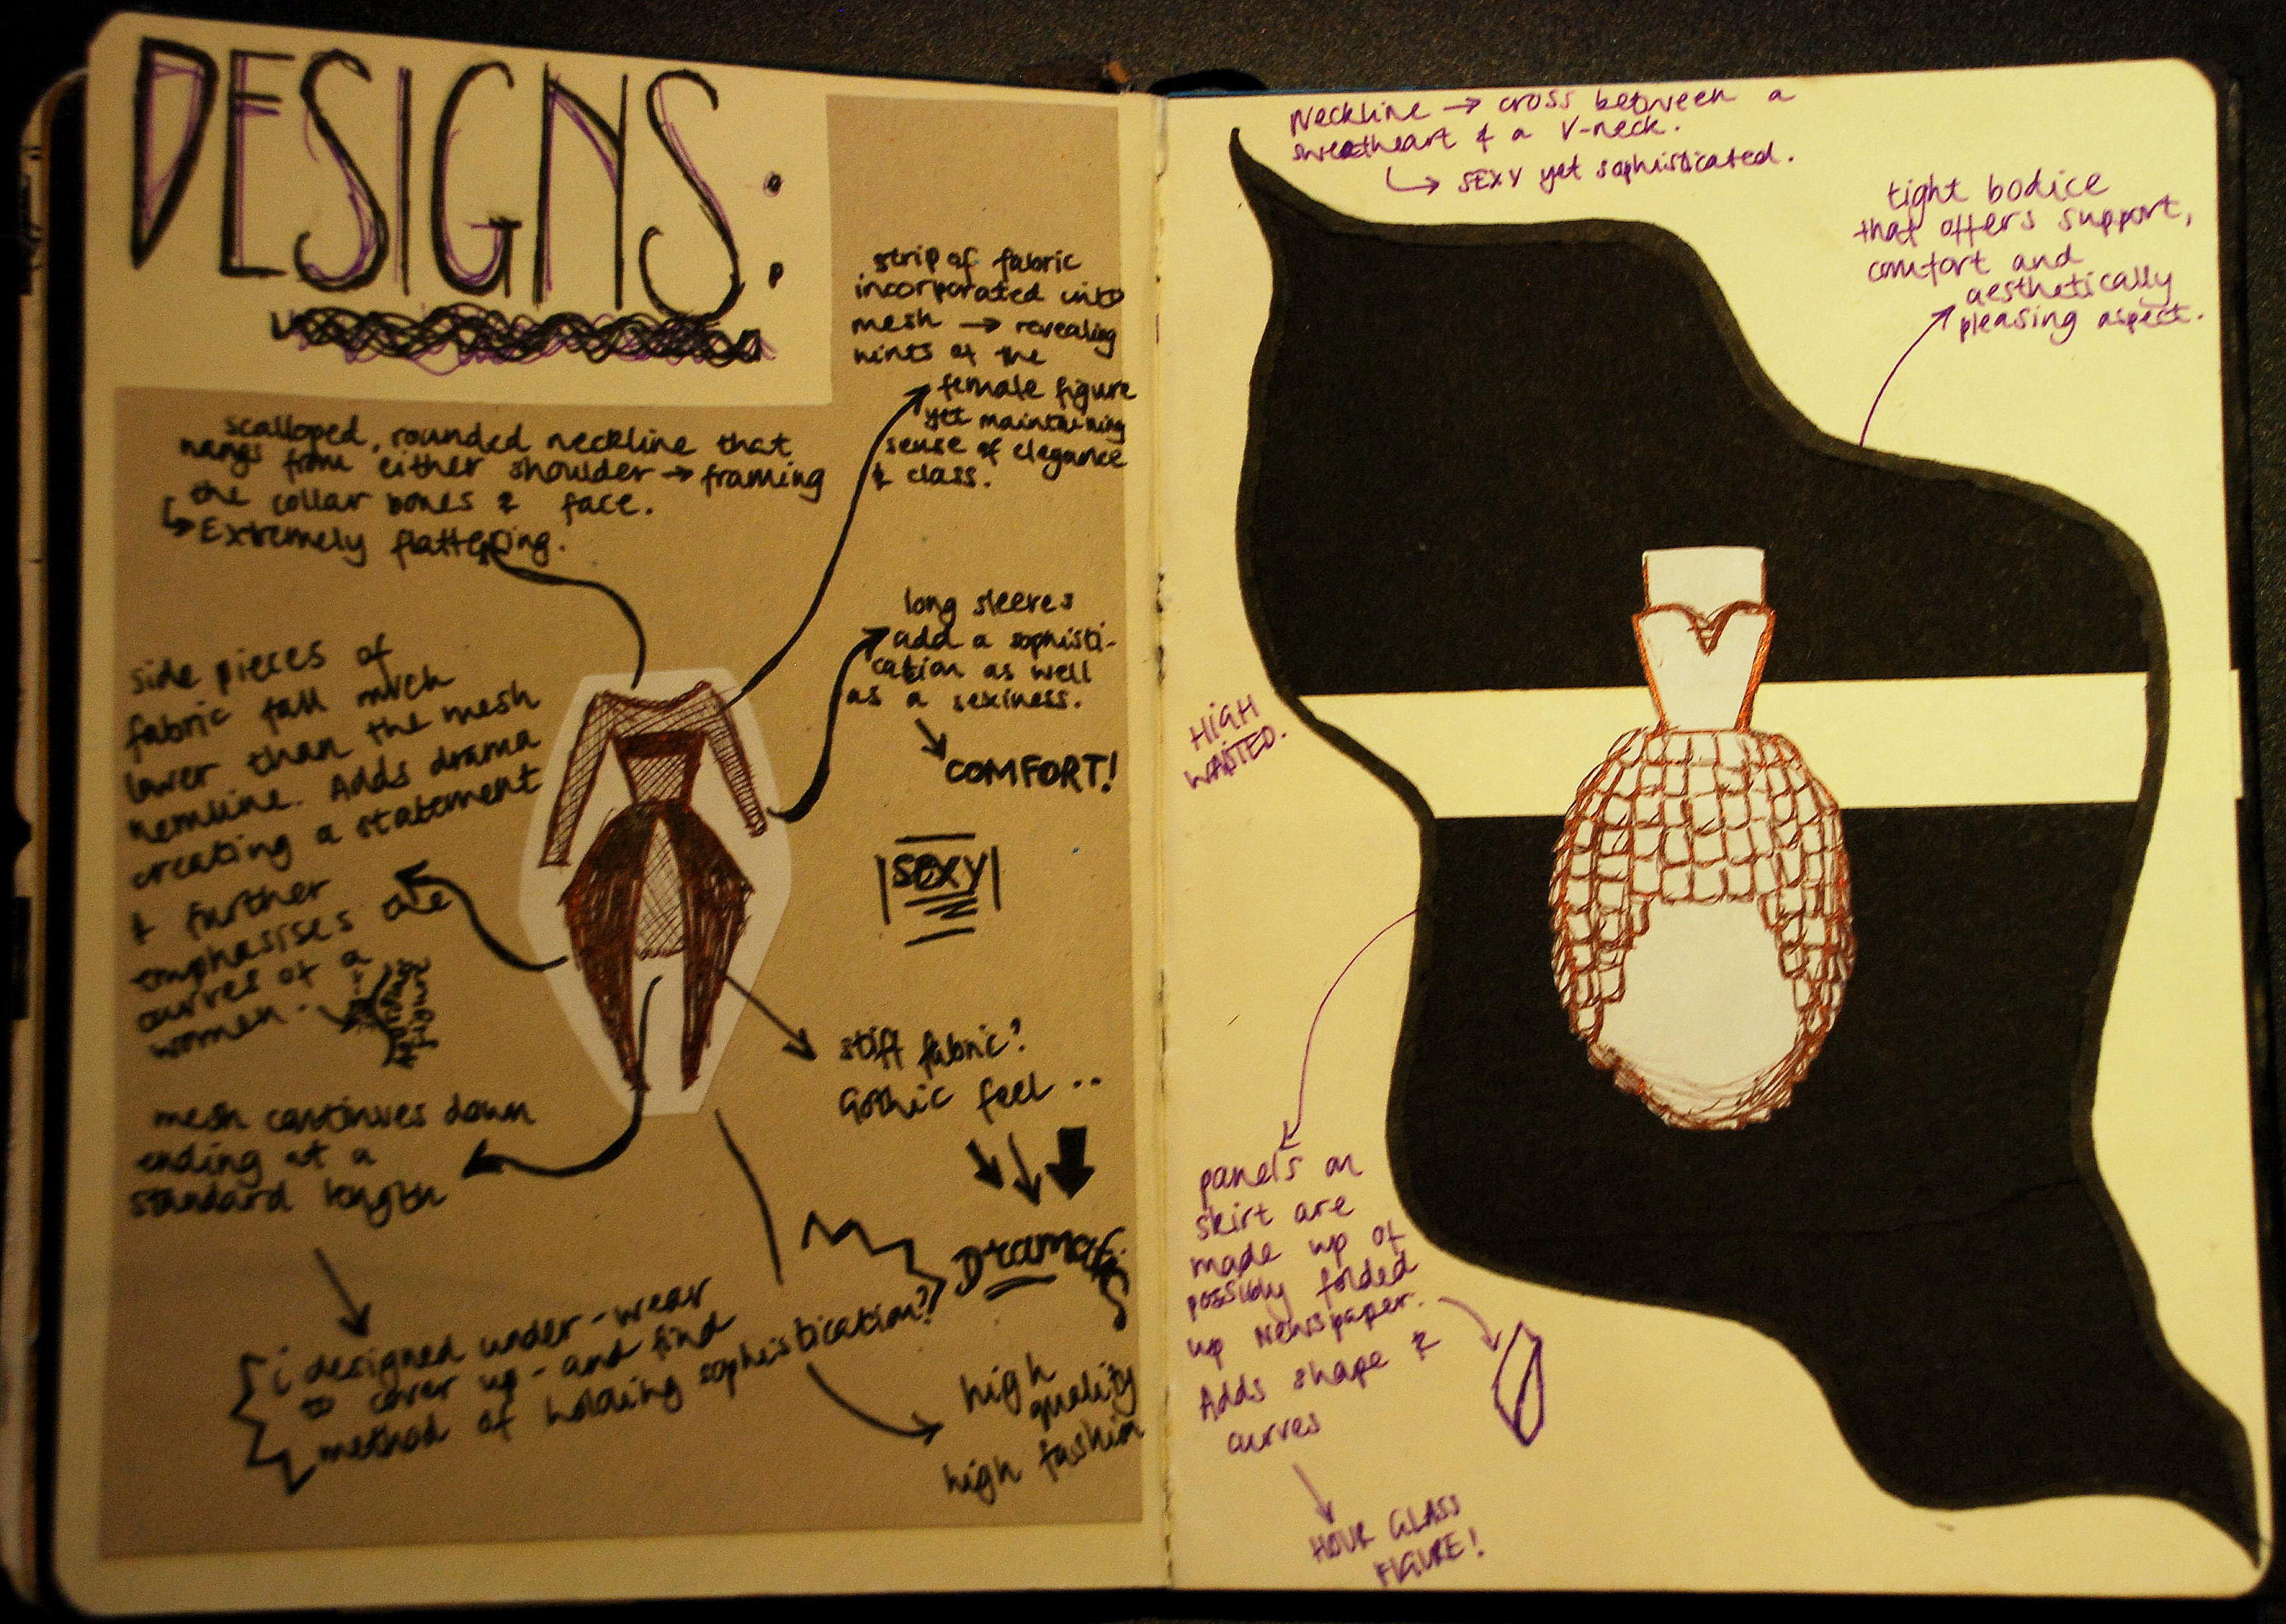 DESIGNS:
scalloped, rounded neckline that
hangs from either shoulder → framing
the collar bones & face.
↳ Extremely flattering.
strip of fabric
incorporated into
mesh → revealing
hints of the
female figure
yet maintaining
sense of elegance
& class.
long sleeves
add a sophisti-
cation as well
as a sexiness.
COMFORT!
SEXY
side pieces of
fabric fall much
lower than the mesh
hemline. Adds drama
creating a statement
& further
emphasises the
curves of a
women.
figure
stiff fabric?
Gothic feel ..
Drama
mesh continues down
ending at a
standard length
i designed under-wear
to cover up - and find
method of holding sophistication?
high
quality
high fashion
Neckline → cross between a
sweetheart & a V-neck.
↳ SEXY yet sophisticated.
tight bodice
that offers support,
comfort and
aesthetically
pleasing aspect.
HIGH
WAISTED.
panels on
skirt are
made up of
possibly folded
up Newspaper.
Adds shape &
curves
HOUR GLASS
FIGURE!